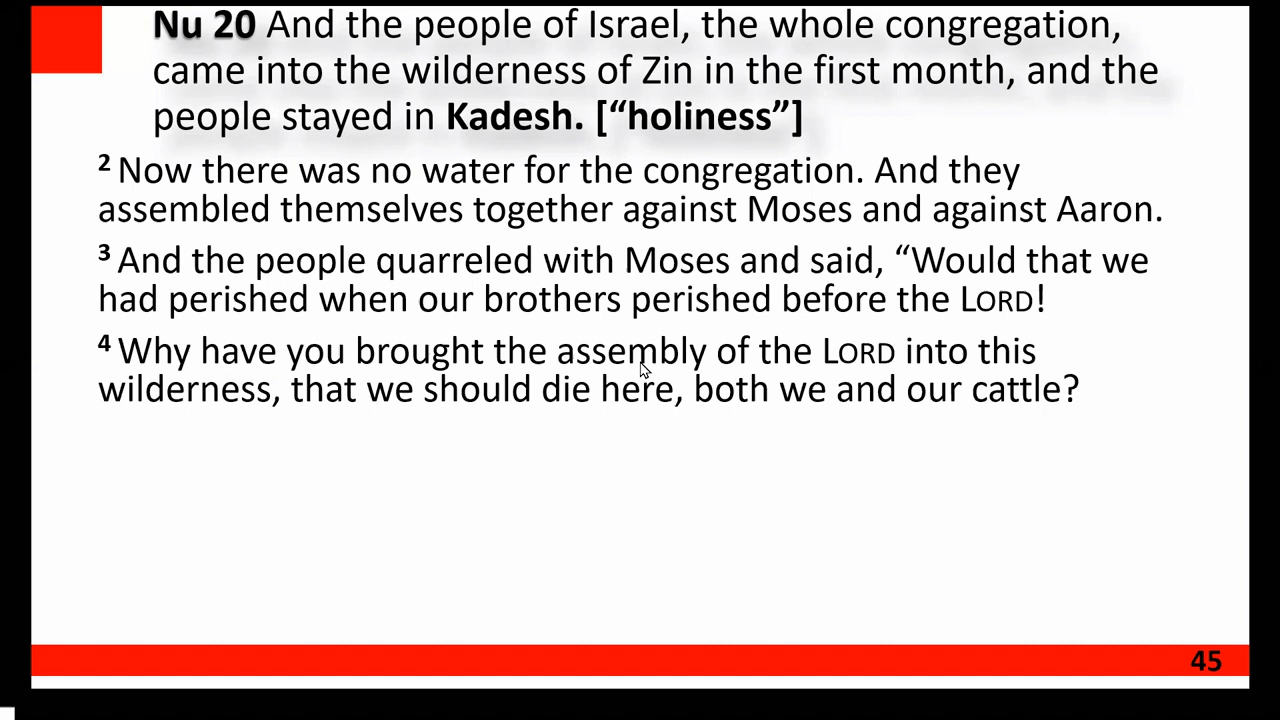 Nu 20 And the people of Israel, the whole congregation,
came into the wilderness of Zin in the first month, and the
people stayed in Kadesh. [“holiness”]
2 Now there was no water for the congregation. And they
assembled themselves together against Moses and against Aaron.
3 And the people quarreled with Moses and said, “Would that we
had perished when our brothers perished before the LORD!
4 Why have you brought the assembly of the LORD into this
wilderness, that we should die here, both we and our cattle?
45